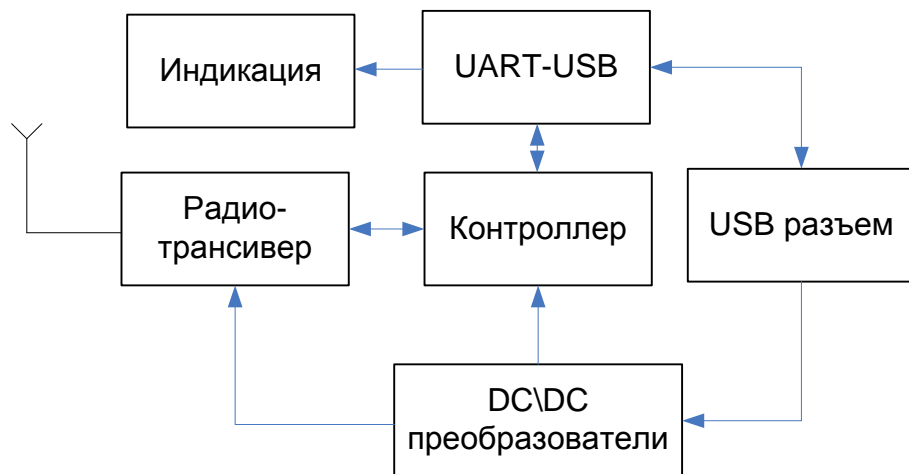 Индикация
UART-USB
Радио-
трансивер
Контроллер
USB разъем
DC\DC
преобразователи